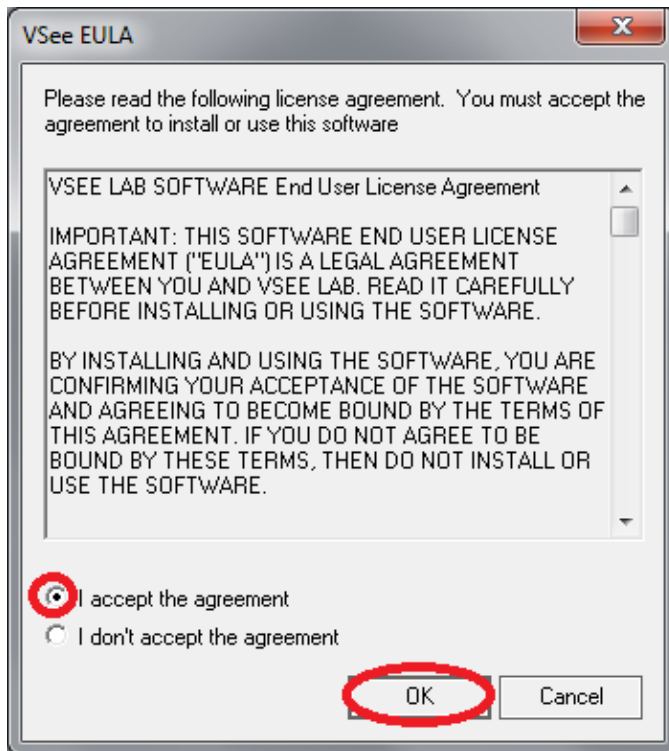 VSee EULA
Please read the following license agreement.  You must accept the
agreement to install or use this software
VSEE LAB SOFTWARE End User License Agreement
IMPORTANT: THIS SOFTWARE END USER LICENSE
AGREEMENT ("EULA") IS A LEGAL AGREEMENT
BETWEEN YOU AND VSEE LAB. READ IT CAREFULLY
BEFORE INSTALLING OR USING THE SOFTWARE.
BY INSTALLING AND USING THE SOFTWARE, YOU ARE
CONFIRMING YOUR ACCEPTANCE OF THE SOFTWARE
AND AGREEING TO BECOME BOUND BY THE TERMS OF
THIS AGREEMENT. IF YOU DO NOT AGREE TO BE
BOUND BY THESE TERMS, THEN DO NOT INSTALL OR
USE THE SOFTWARE.
I accept the agreement
I don't accept the agreement
OK Cancel